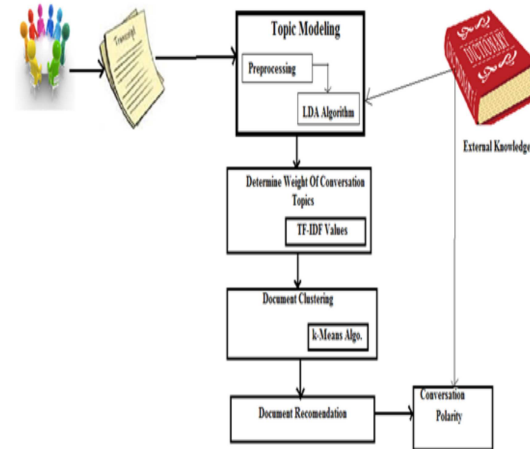 Transcript
Topic Modeling
Preprocessing
LDA Algorithm
DICTIONARY
DICTIONARY
External Knowledge
Determine Weight Of Conversation
Topics
TF-IDF Values
Document Clustering
k-Means Algo.
Document Recomendation
Conversation
Polarity